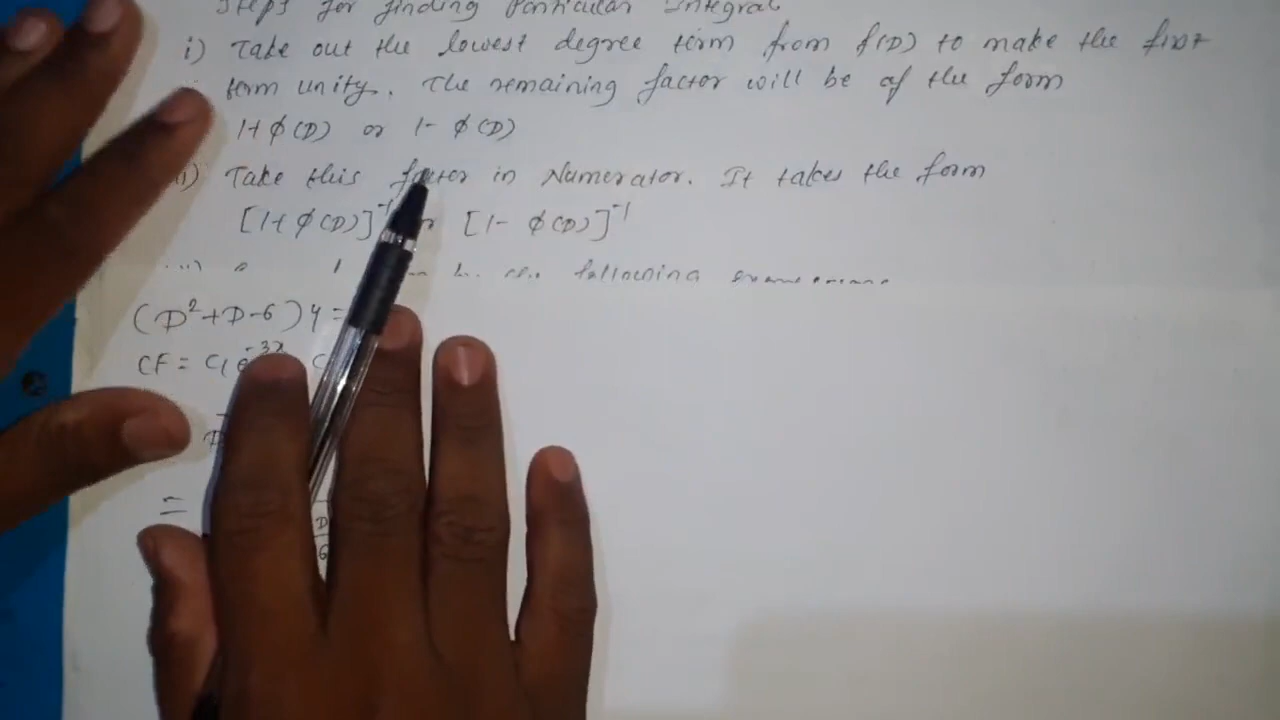 Steps for finding Particular Integral
i) Take out the lowest degree term from f(D) to make the first
term unity. The remaining factor will be of the form
1+ φ(D) or 1- φ(D)
Take this factor in Numerator. It takes the form
[1+ φ(D)]⁻¹ or [1- φ(D)]⁻¹
following
(D²+D-6)y =
CF = C₁e⁻³ˣ C
D
=
D
6